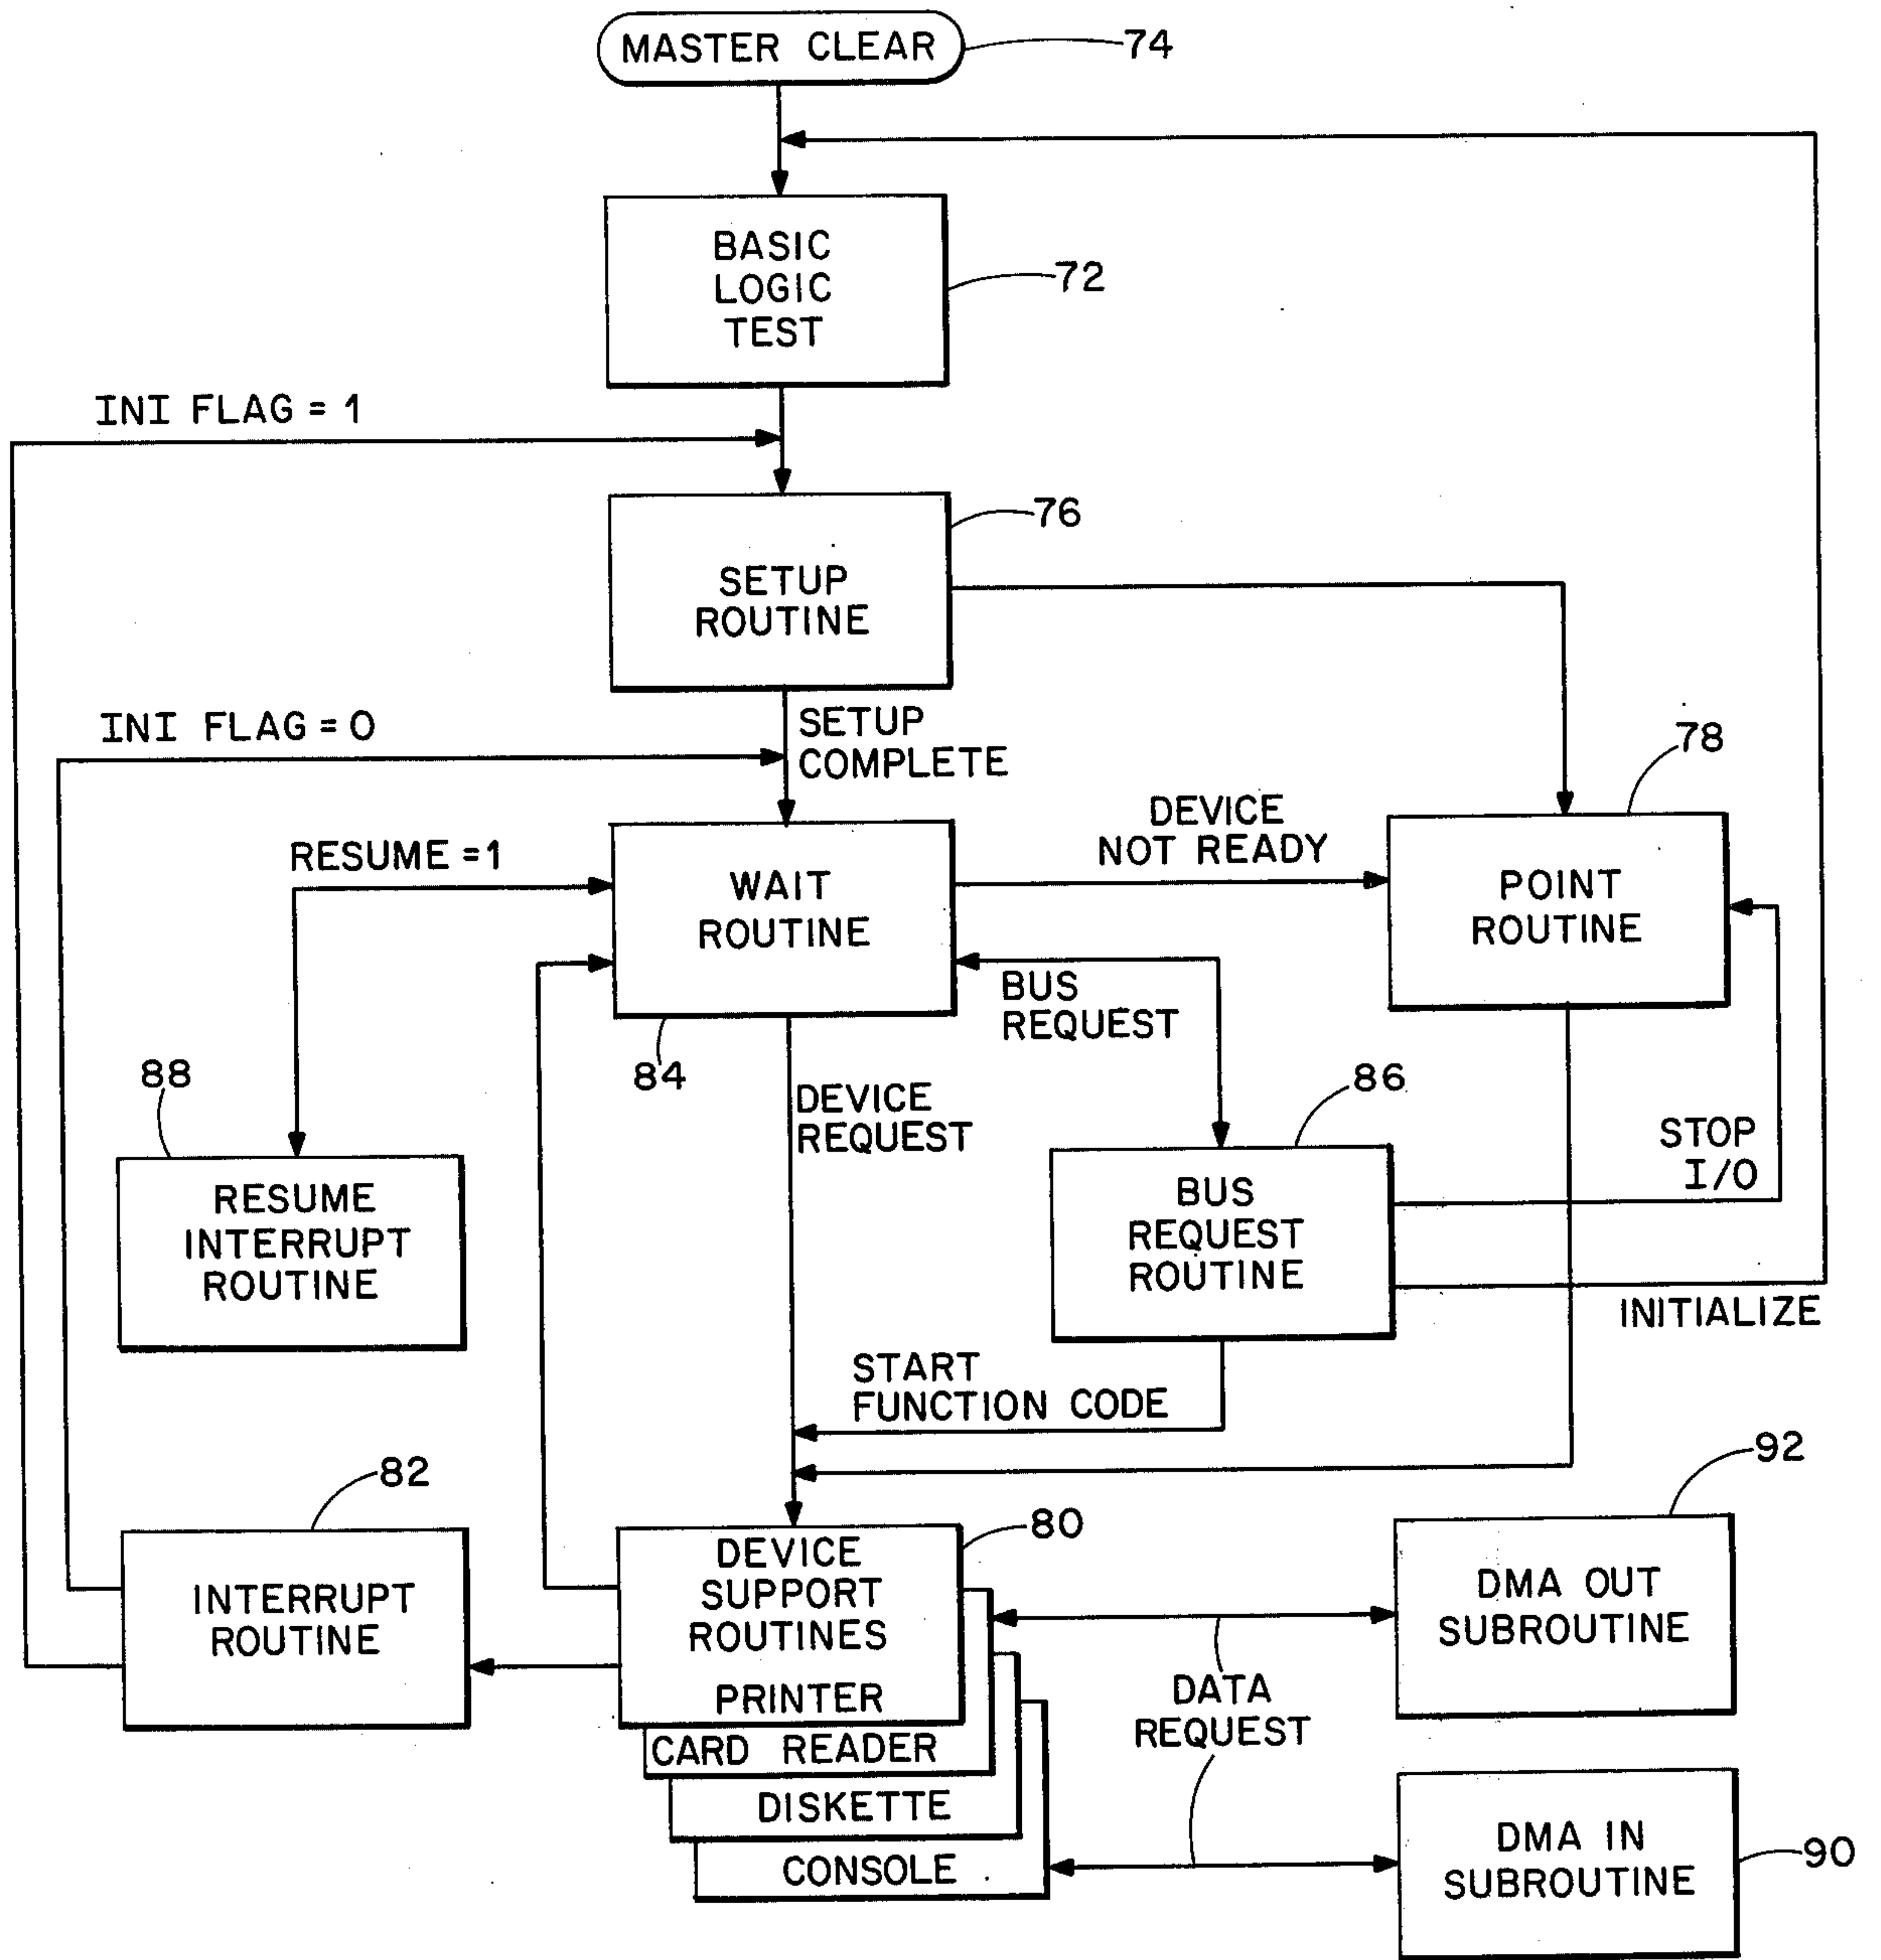 MASTER CLEAR
74
BASIC
LOGIC
TEST
72
INI FLAG = 1
76
SETUP
ROUTINE
INI FLAG = 0
SETUP
COMPLETE
78
DEVICE
NOT READY
RESUME =1
WAIT
ROUTINE
POINT
ROUTINE
BUS
REQUEST
84
88
86
DEVICE
REQUEST
STOP
I/O
RESUME
INTERRUPT
ROUTINE
BUS
REQUEST
ROUTINE
INITIALIZE
START
FUNCTION CODE
82
92
80
INTERRUPT
ROUTINE
DEVICE
SUPPORT
ROUTINES
PRINTER
CARD READER
DISKETTE
CONSOLE
DMA OUT
SUBROUTINE
DATA
REQUEST
DMA IN
SUBROUTINE
90